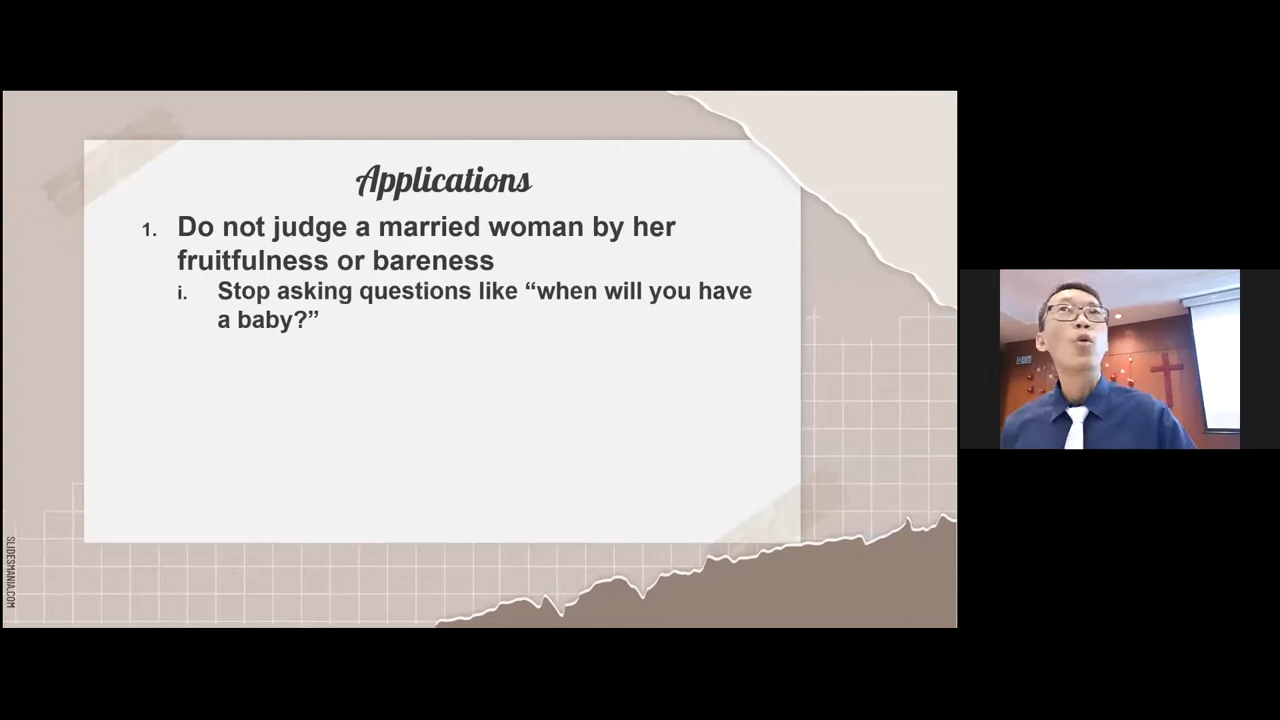 Applications
1. Do not judge a married woman by her
fruitfulness or bareness
i. Stop asking questions like “when will you have
a baby?”
SLIDESMANIA.COM